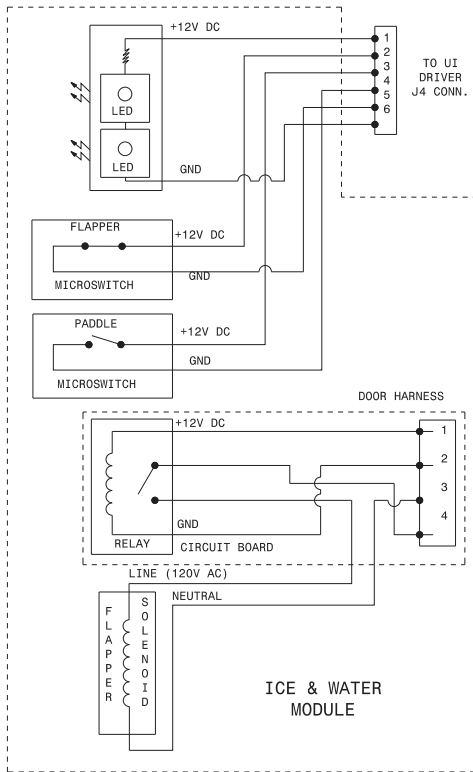 +12V DC
1
2
3
4
5
6
TO UI
DRIVER
J4 CONN.
LED
LED
GND
FLAPPER
+12V DC
GND
MICROSWITCH
PADDLE
+12V DC
GND
MICROSWITCH
DOOR HARNESS
+12V DC
1
2
3
4
GND
RELAY
CIRCUIT BOARD
LINE (120V AC)
NEUTRAL
FLAPPER
SOLENOID
ICE & WATER
MODULE